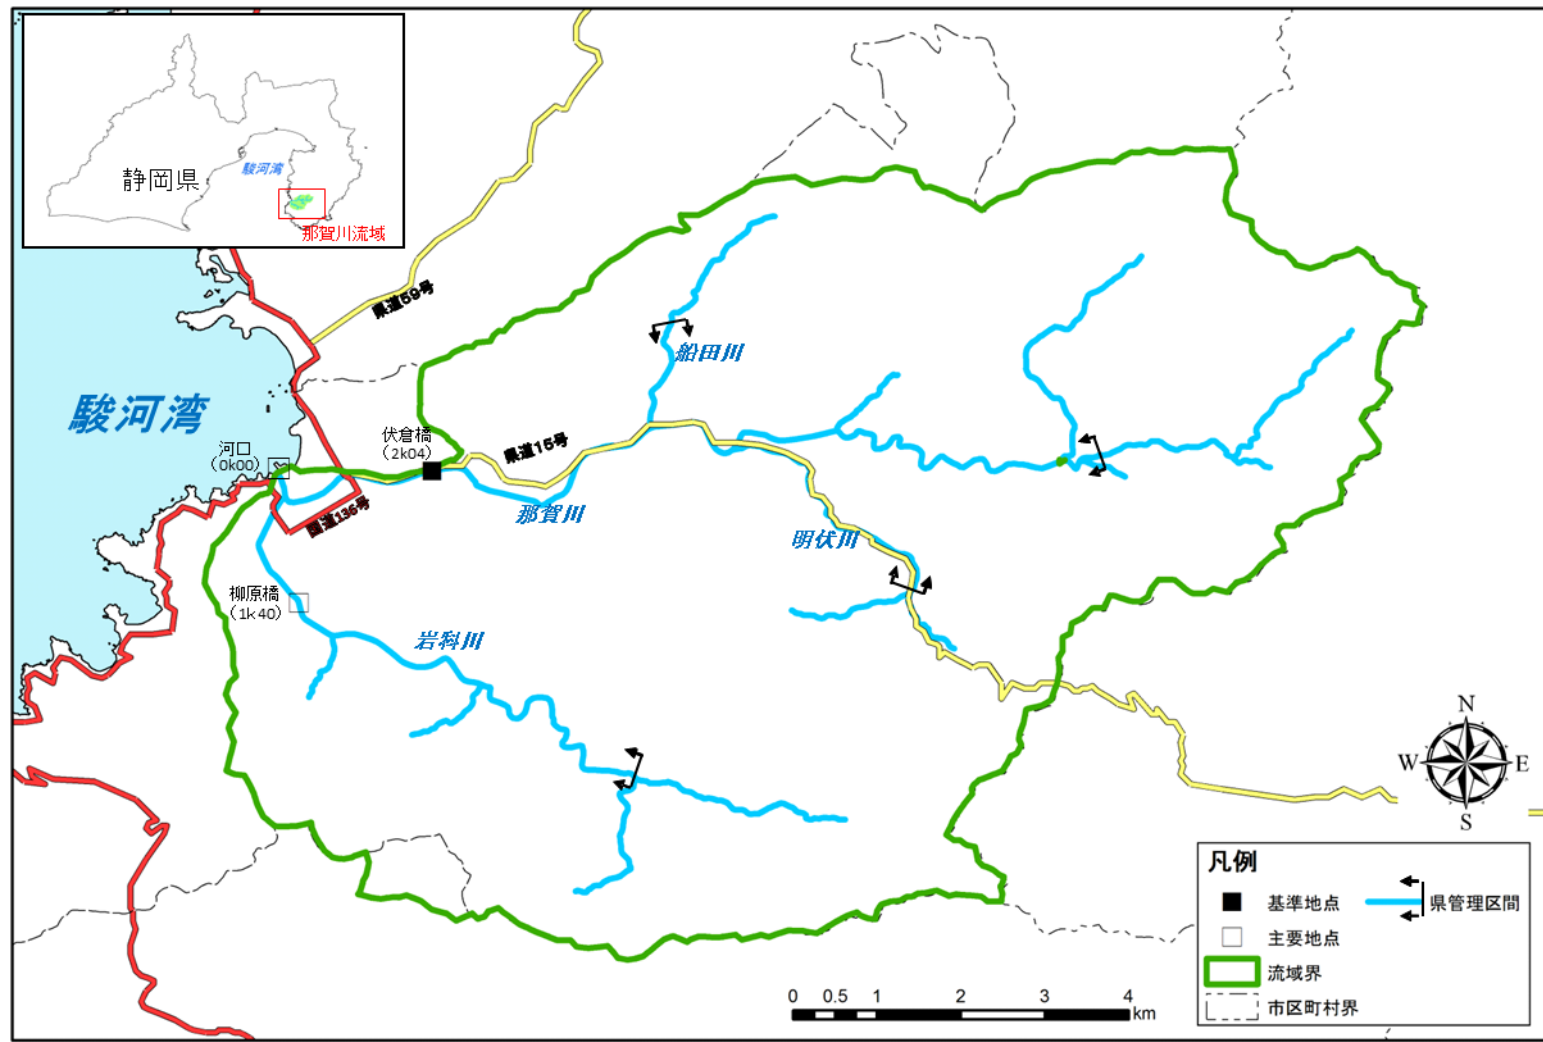 静岡県
駿河湾
那賀川流域
県道59号
船田川
駿河湾
伏倉橋
(2k04)
県道15号
河口
(0k00)
国道136号
那賀川
明伏川
柳原橋
(1k40)
岩科川
N
W
E
S
凡例
基準地点
県管理区間
主要地点
流域界
市区町村界
0 0.5 1 2 3 4
km